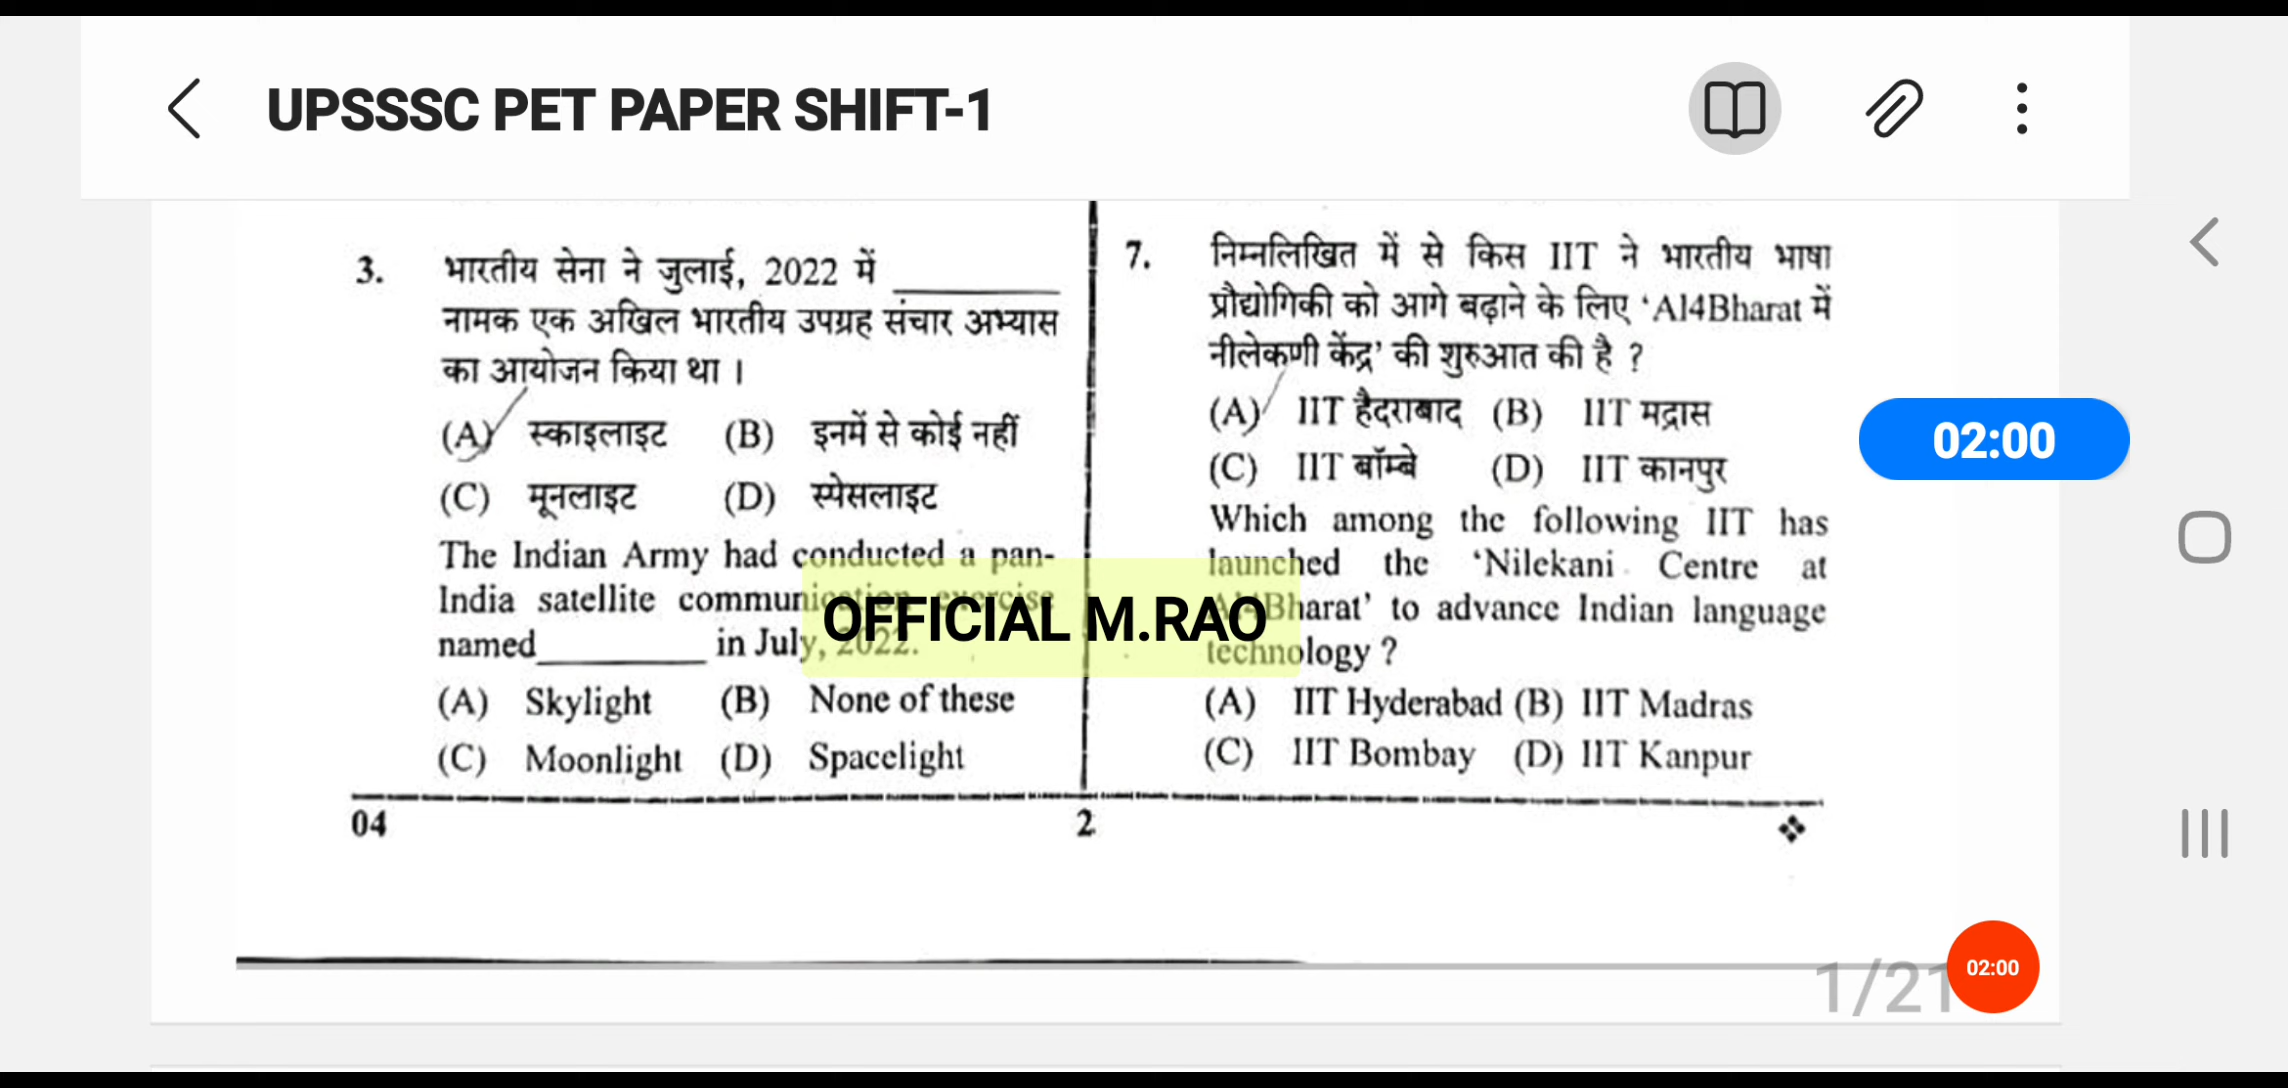 UPSSSC PET PAPER SHIFT-1
3. भारतीय सेना ने जुलाई, 2022 में ________
नामक एक अखिल भारतीय उपग्रह संचार अभ्यास
का आयोजन किया था ।
(A) स्काइलाइट (B) इनमें से कोई नहीं
(C) मूनलाइट (D) स्पेसलाइट
The Indian Army had conducted a pan-
India satellite communication exercise
named________ in July, 2022.
(A) Skylight (B) None of these
(C) Moonlight (D) Spacelight
7. निम्नलिखित में से किस IIT ने भारतीय भाषा
प्रौद्योगिकी को आगे बढ़ाने के लिए ‘Al4Bharat में
नीलेकणी केंद्र’ की शुरुआत की है ?
(A) IIT हैदराबाद (B) IIT मद्रास
(C) IIT बॉम्बे (D) IIT कानपुर
Which among the following IIT has
launched the ‘Nilekani Centre at
Al4Bharat’ to advance Indian language
technology ?
(A) IIT Hyderabad (B) IIT Madras
(C) IIT Bombay (D) IIT Kanpur
OFFICIAL M.RAO
02:00
04
2
1/21
02:00